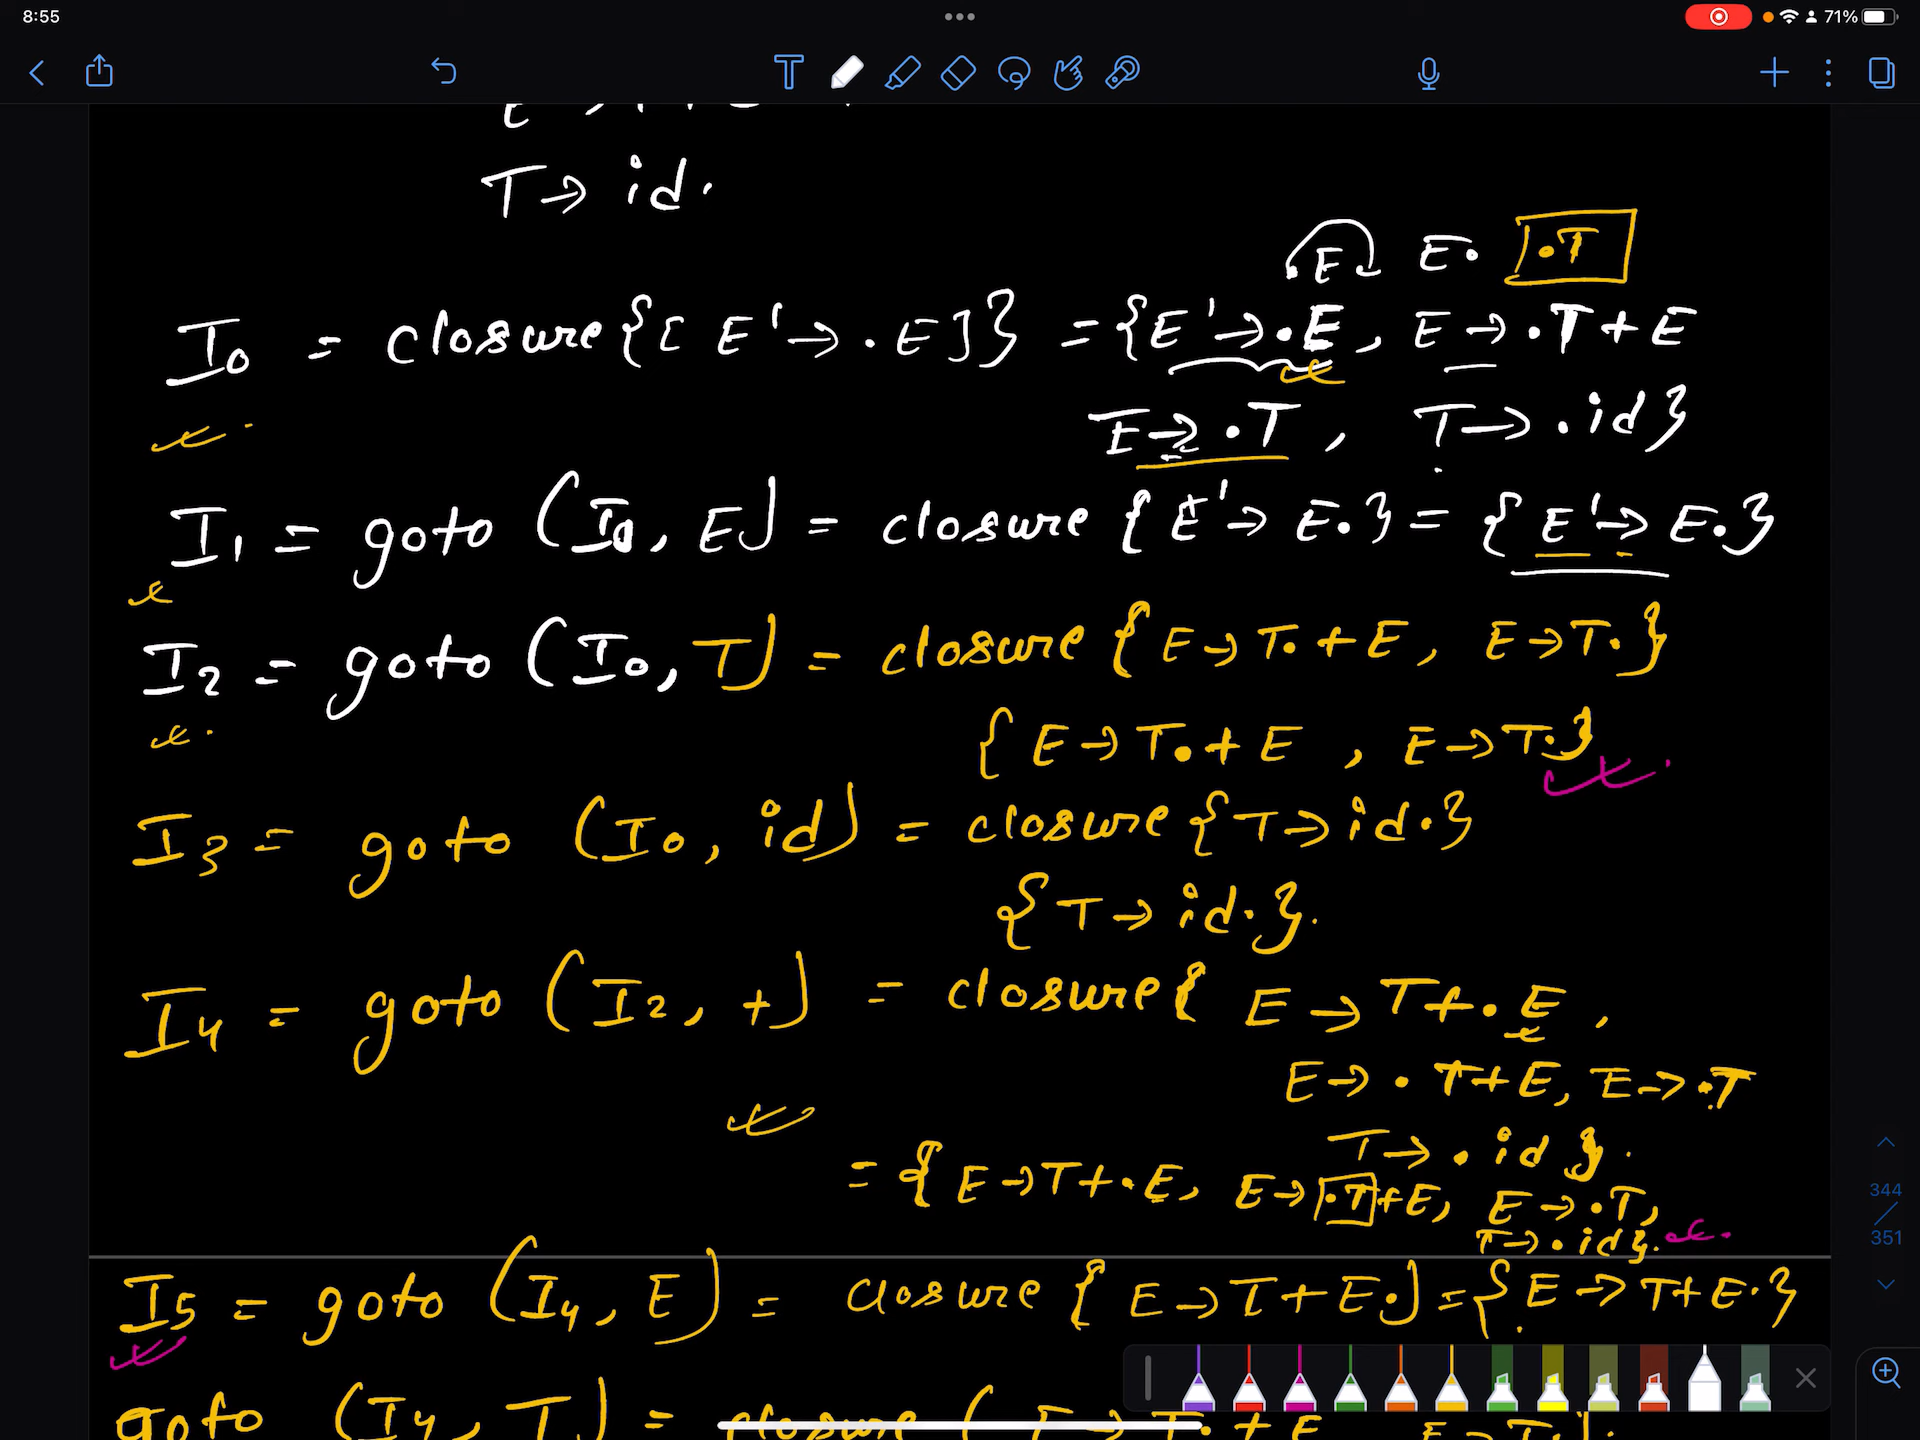 8:55
71%
T→ id.
E E. .T
I0 = closure{[ E'→ .E]} = {E'→.E, E→.T+E
E→.T, T→.id}
I1 = goto (I0, E) = closure {E'→ E.} = {E'→ E.}
I2 = goto (I0, T) = closure {E→T.+E, E→T.}
{E→T.+E , E→T.}
I3 = goto (I0, id) = closure{T→id.}
{T→id.}.
I4 = goto (I2, +) = closure{ E→T+.E,
E→.T+E, E→.T
T→.id}.
= {E→T+.E, E→.T+E, E→.T,
T→.id}.
344
351
I5 = goto (I4, E) = closure {E→T+E.} = {E→T+E.}
goto (I4, T) = closure ( E→T.+E E→T.}.